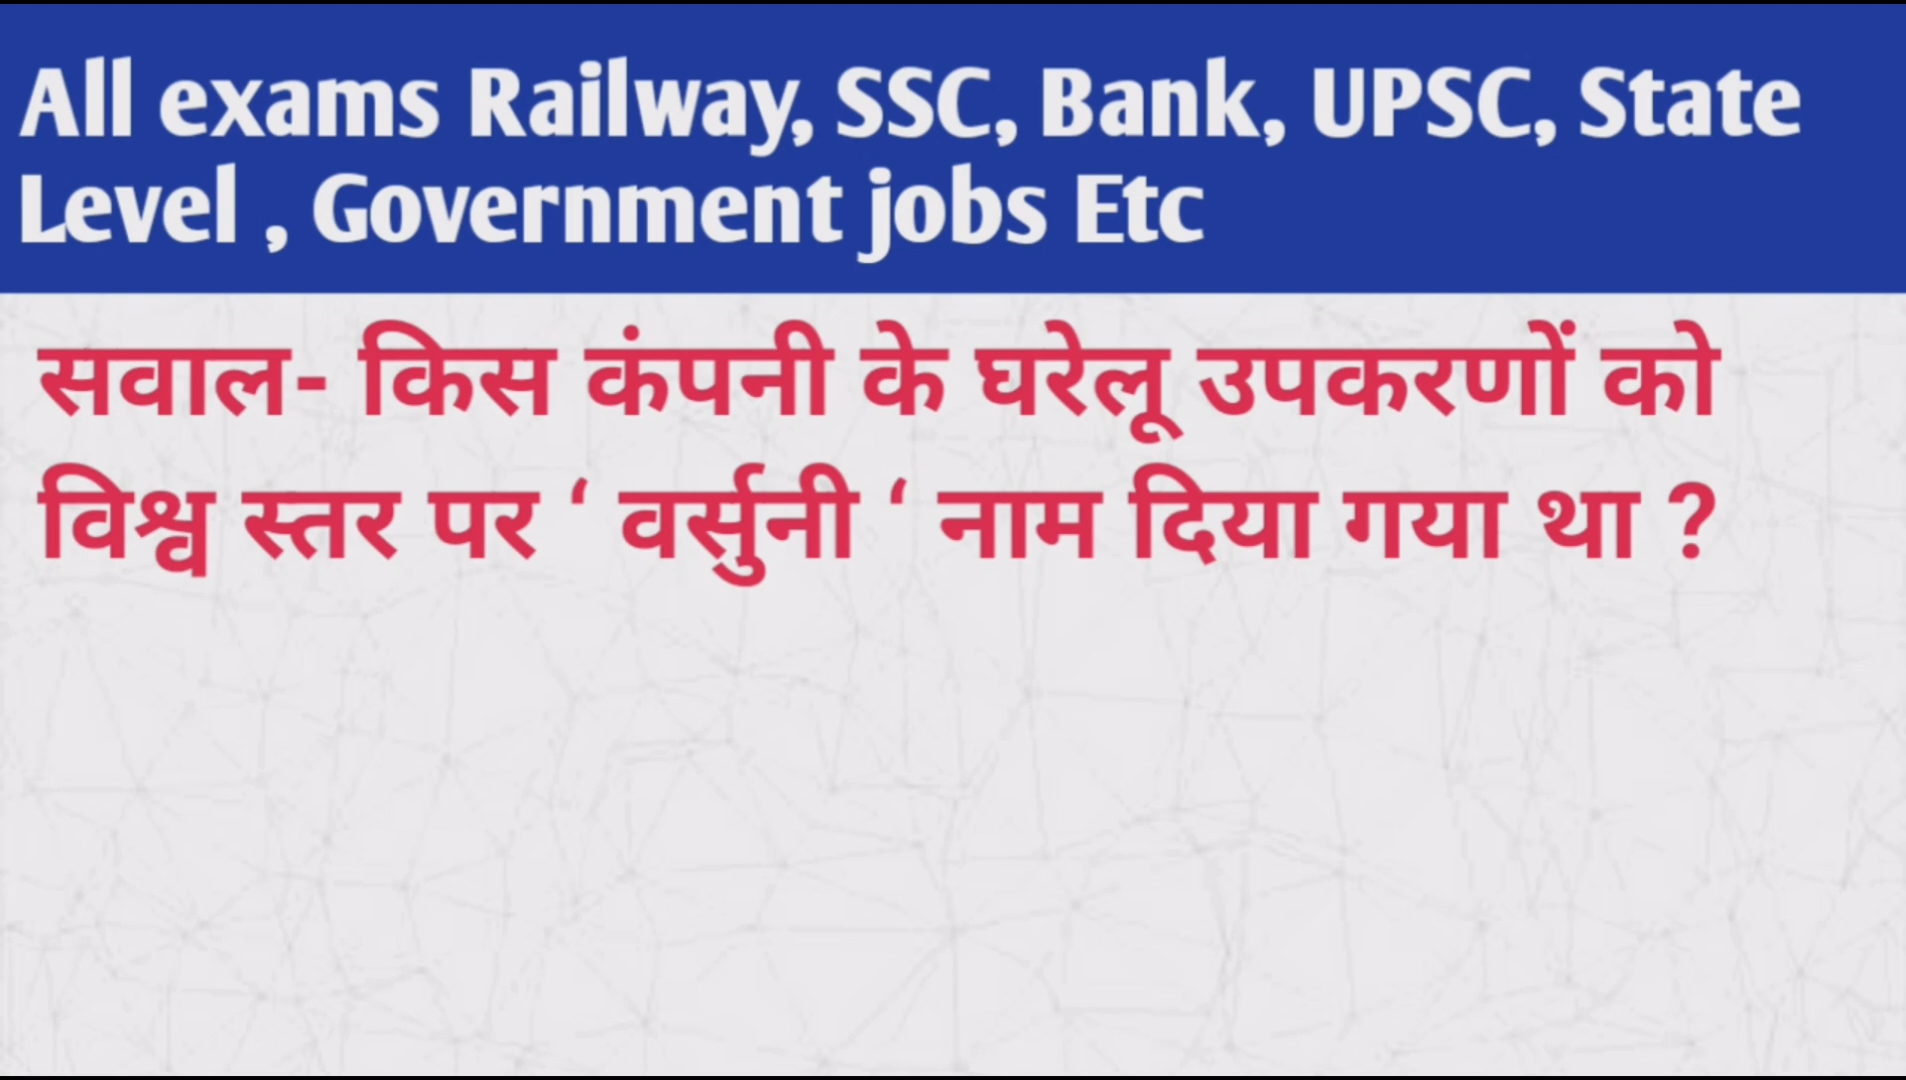 All exams Railway, SSC, Bank, UPSC, State
Level , Government jobs Etc
सवाल- किस कंपनी के घरेलू उपकरणों को
विश्व स्तर पर ‘ वर्सुनी ‘ नाम दिया गया था ?